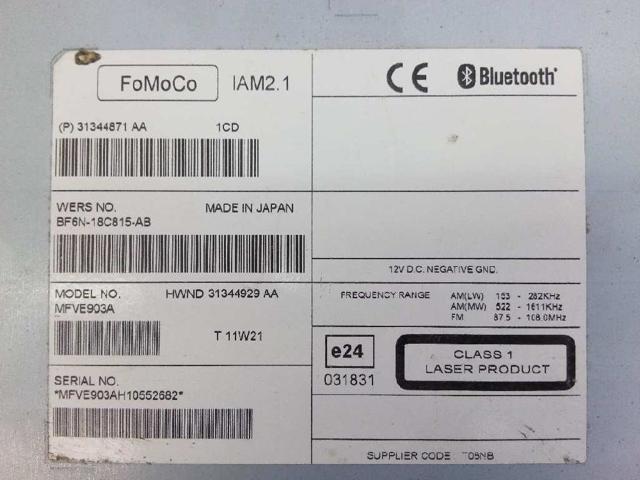 FoMoCo IAM2.1
CE Bluetooth
(P) 31344871 AA 1CD
WERS NO. MADE IN JAPAN
BF6N-18C815-AB
12V D.C. NEGATIVE GND.
MODEL NO. HWND 31344929 AA
MFVE903A
T 11W21
FREQUENCY RANGE AM(LW) 153 - 282KHz
AM(MW) 522 - 1611KHz
FM 87.5 - 108.0MHz
e24
031831
CLASS 1
LASER PRODUCT
SERIAL NO.
*MFVE903AH10552682*
SUPPLIER CODE